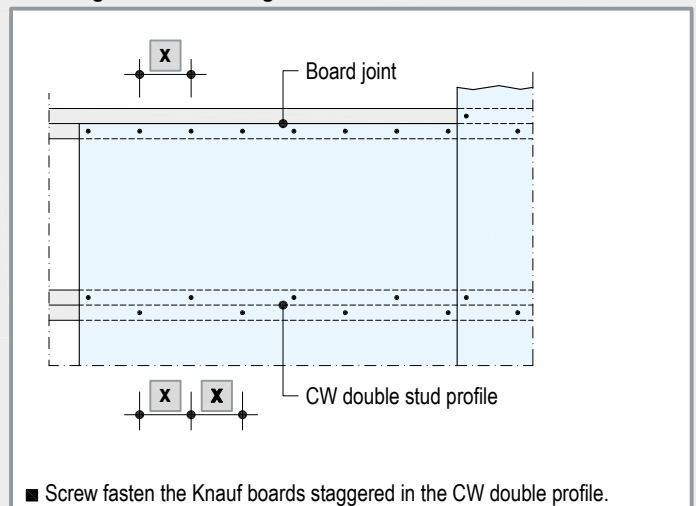 x
Board joint
x
x
CW double stud profile
■ Screw fasten the Knauf boards staggered in the CW double profile.